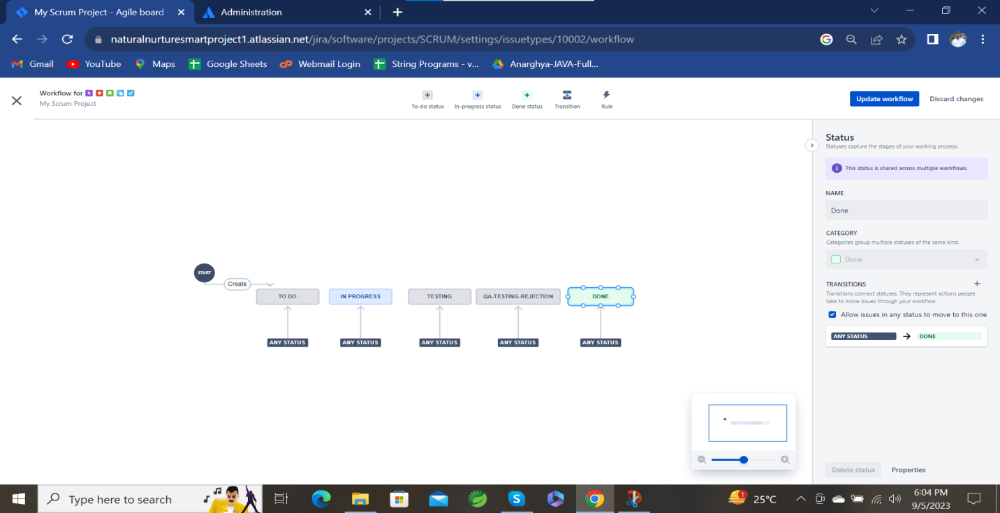 My Scrum Project - Agile board -
Administration
naturalnurturesmartproject1.atlassian.net/jira/software/projects/SCRUM/settings/issuetypes/10002/workflow
Gmail YouTube Maps Google Sheets Webmail Login String Programs - v... Anarghya-JAVA-Full...
Workflow for
My Scrum Project
To-do status In-progress status Done status Transition Rule
Update workflow Discard changes
START
Create
TO DO IN PROGRESS TESTING QA-TESTING-REJECTION DONE
ANY STATUS ANY STATUS ANY STATUS ANY STATUS ANY STATUS
Status
Statuses capture the stages of your working process.
This status is shared across multiple workflows.
NAME
Done
CATEGORY
Categories group multiple statuses of the same kind.
Done
TRANSITIONS
Transitions connect statuses. They represent actions people
take to move issues through your workflow.
Allow issues in any status to move to this one
ANY STATUS → DONE
Delete status Properties
Type here to search
1
25°C
6:04 PM
9/5/2023